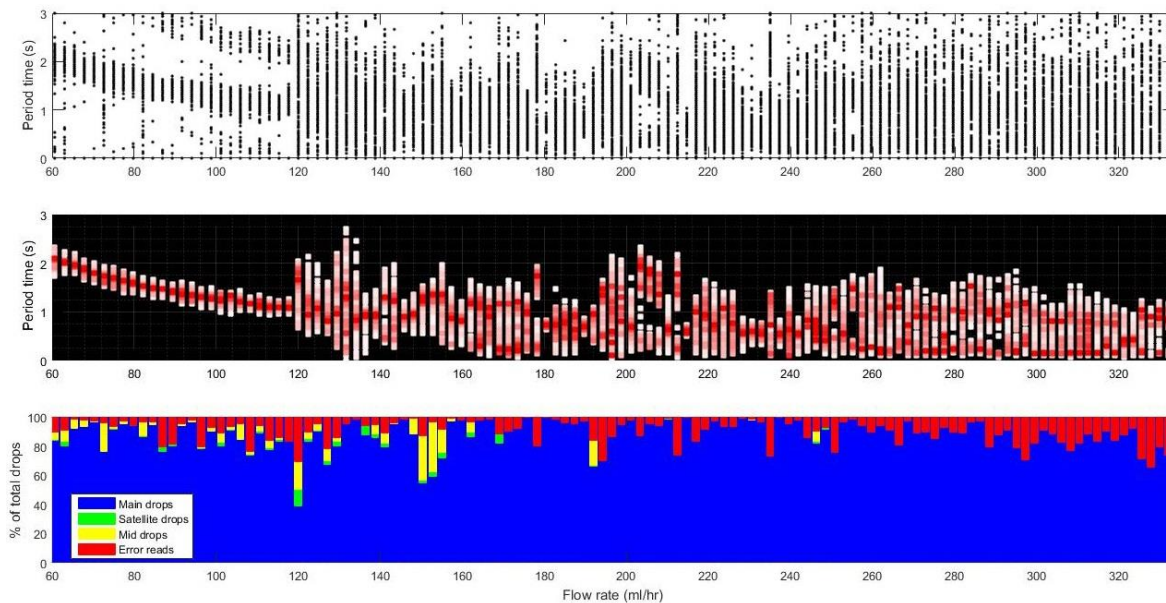 3
2
1
0
Period time (s)
60 80 100 120 140 160 180 200 220 240 260 280 300 320
3
2
1
0
Period time (s)
60 80 100 120 140 160 180 200 220 240 260 280 300 320
100
80
60
40
20
0
% of total drops
Main drops
Satellite drops
Mid drops
Error reads
60 80 100 120 140 160 180 200 220 240 260 280 300 320
Flow rate (ml/hr)